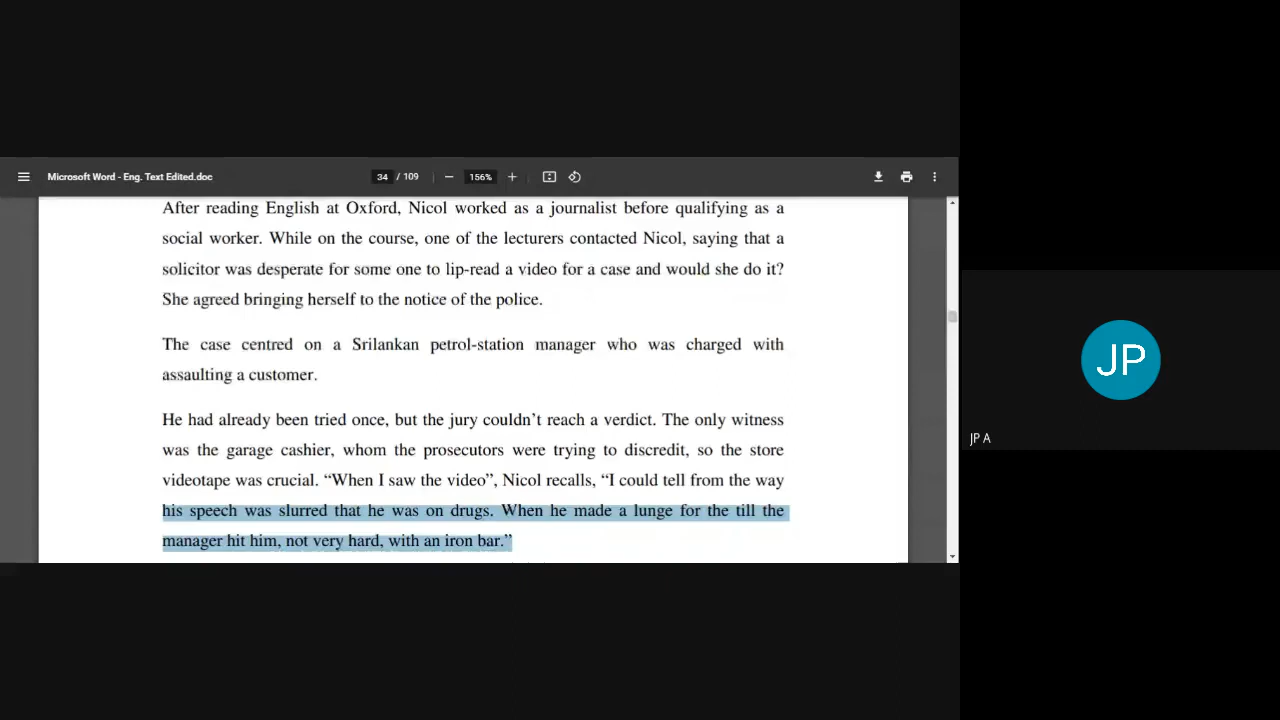 Microsoft Word - Eng. Text Edited.doc
34 / 109
156%
After reading English at Oxford, Nicol worked as a journalist before qualifying as a
social worker. While on the course, one of the lecturers contacted Nicol, saying that a
solicitor was desperate for some one to lip-read a video for a case and would she do it?
She agreed bringing herself to the notice of the police.
The case centred on a Srilankan petrol-station manager who was charged with
assaulting a customer.
He had already been tried once, but the jury couldn’t reach a verdict. The only witness
was the garage cashier, whom the prosecutors were trying to discredit, so the store
videotape was crucial. “When I saw the video”, Nicol recalls, “I could tell from the way
his speech was slurred that he was on drugs. When he made a lunge for the till the
manager hit him, not very hard, with an iron bar.”
JP
JP A